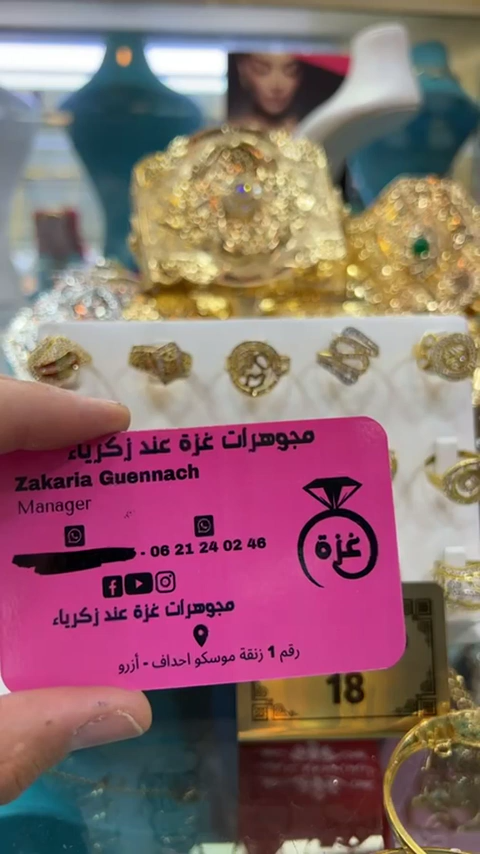 مجوهرات غزة عند زكرياء
Zakaria Guennach
Manager
- 06 21 24 02 46
غزة
مجوهرات غزة عند زكرياء
رقم 1 زنقة موسكو احداف - أزرو
18